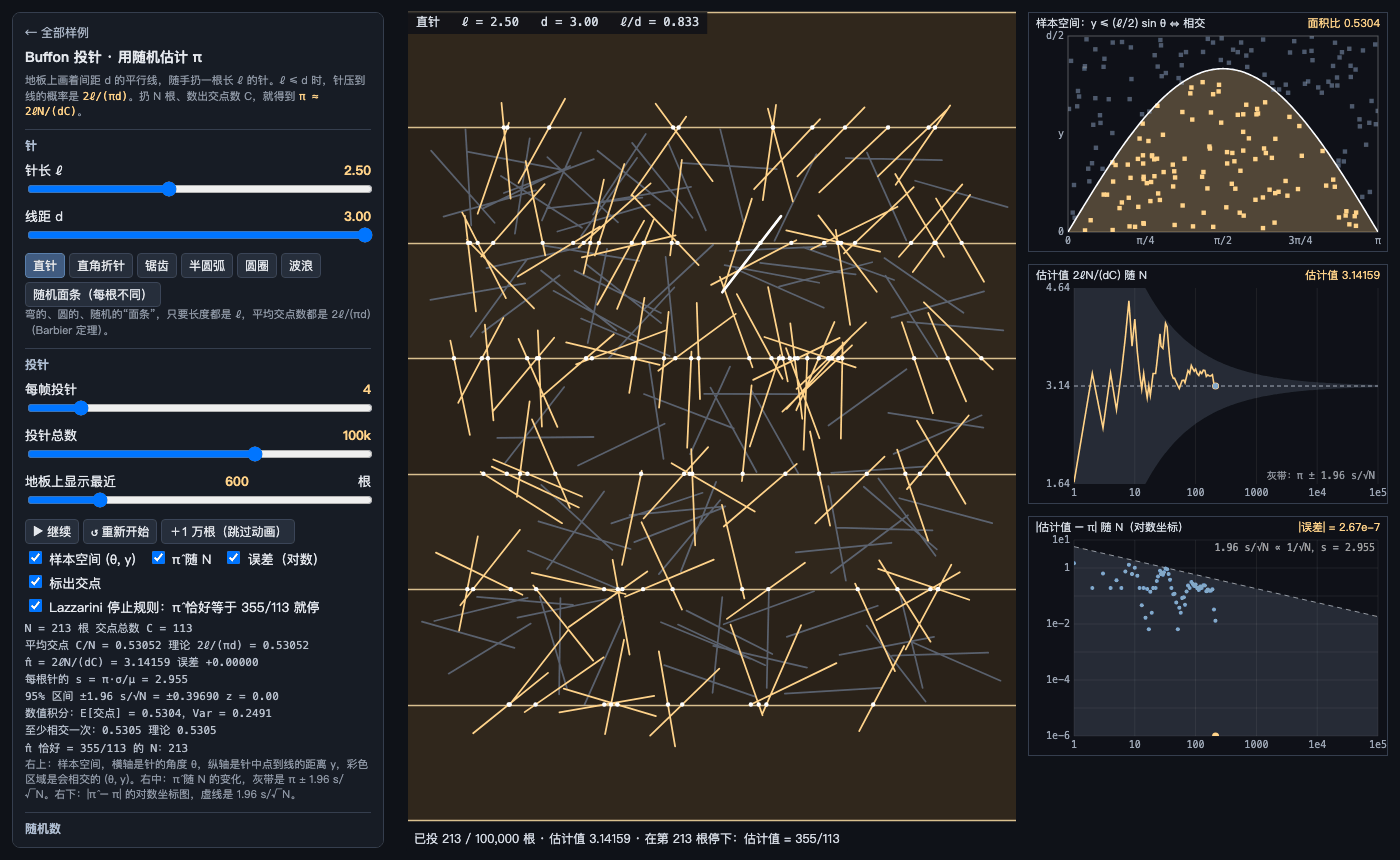 ← 全部样例
Buffon 投针 · 用随机估计 π
地板上画着间距 d 的平行线，随手扔一根长 ℓ 的针。ℓ ≤ d 时，针压到
线的概率是 2ℓ/(πd)。扔 N 根、数出交点数 C，就得到 π ≈
2ℓN/(dC)。
针
针长 ℓ 2.50
线距 d 3.00
直针 直角折针 锯齿 半圆弧 圆圈 波浪
随机面条（每根不同）
弯的、圆的、随机的“面条”，只要长度都是 ℓ，平均交点数都是 2ℓ/(πd)
（Barbier 定理）。
投针
每帧投针 4
投针总数 100k
地板上显示最近 600 根
▶ 继续 ↺ 重新开始 ＋1 万根（跳过动画）
样本空间 (θ, y) π̂ 随 N 误差（对数）
标出交点
Lazzarini 停止规则：π̂ 恰好等于 355/113 就停
N = 213 根 交点总数 C = 113
平均交点 C/N = 0.53052 理论 2ℓ/(πd) = 0.53052
π̂ = 2ℓN/(dC) = 3.14159 误差 +0.00000
每根针的 s = π·σ/μ = 2.955
95% 区间 ±1.96 s/√N = ±0.39690 z = 0.00
数值积分: E[交点] = 0.5304, Var = 0.2491
至少相交一次: 0.5305 理论 0.5305
π̂ 恰好 = 355/113 的 N: 213
右上：样本空间，横轴是针的角度 θ，纵轴是针中点到线的距离 y，彩色
区域是会相交的 (θ, y)。右中：π̂ 随 N 的变化，灰带是 π ± 1.96 s/
√N。右下：|π̂ − π| 的对数坐标图，虚线是 1.96 s/√N。
随机数
直针 ℓ = 2.50 d = 3.00 ℓ/d = 0.833
已投 213 / 100,000 根 · 估计值 3.14159 · 在第 213 根停下：估计值 = 355/113
样本空间：y ≤ (ℓ/2) sin θ ⇔ 相交 面积比 0.5304
d/2
y
0
0 π/4 π/2 3π/4 π
估计值 2ℓN/(dC) 随 N 估计值 3.14159
4.64
3.14
灰带: π ± 1.96 s/√N
1.64
1 10 100 1000 1e4 1e5
|估计值 − π| 随 N（对数坐标） |误差| = 2.67e-7
1e1
1.96 s/√N ∝ 1/√N, s = 2.955
1
1e-2
1e-4
1e-6
1 10 100 1000 1e4 1e5